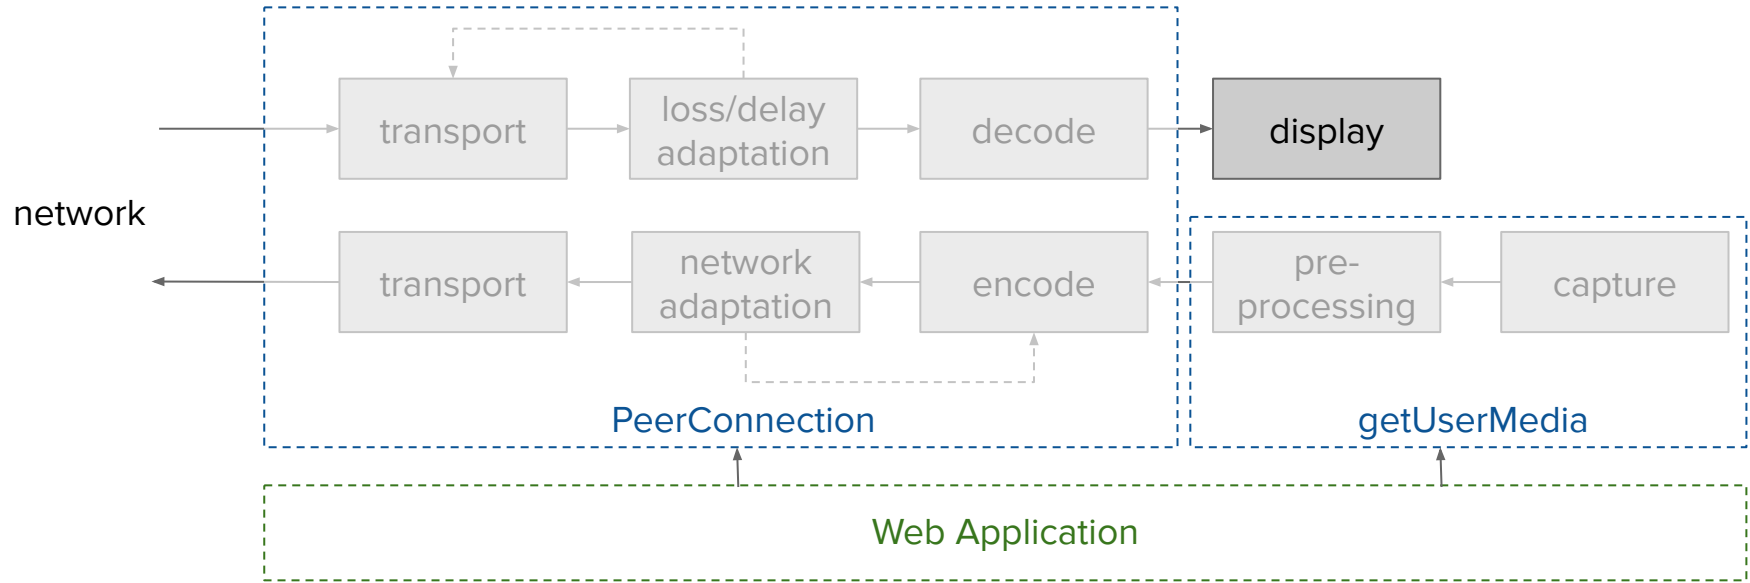 transport
loss/delay
adaptation
decode
display
network
transport
network
adaptation
encode
pre-
processing
capture
PeerConnection
getUserMedia
Web Application